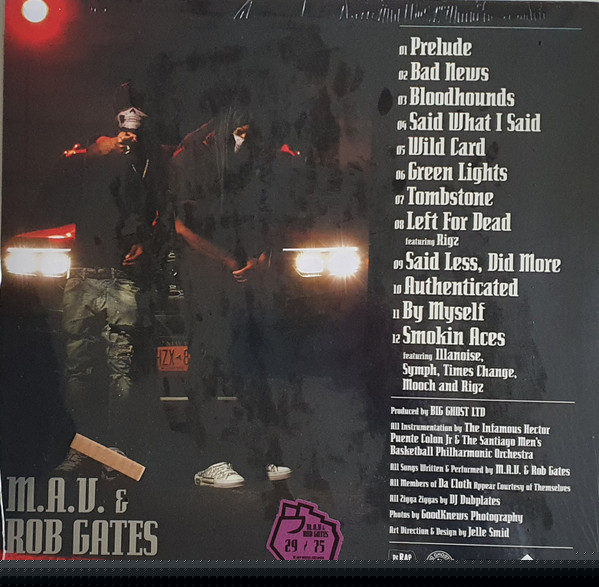 01 Prelude
02 Bad News
03 Bloodhounds
04 Said What I Said
05 Wild Card
06 Green Lights
07 Tombstone
08 Left For Dead
featuring Rigz
09 Said Less, Did More
10 Authenticated
11 By Myself
12 Smokin Aces
featuring Illanoise,
Symph, Times Change,
Mooch and Rigz
Produced by BIG GHOST LTD
All Instrumentation by The Infamous Hector
Puente Colon Jr & The Santiago Men's
Basketball Philharmonic Orchestra
All Songs Written & Performed by M.A.V. & Rob Gates
All Members of Da Cloth Appear Courtesy of Themselves
All Zigga Ziggas by DJ Dubplates
Photos by GoodKnews Photography
Art Direction & Design by Jelle Smid
M.A.V. &
ROB GATES
M.A.V. &
ROB GATES
29 / 75